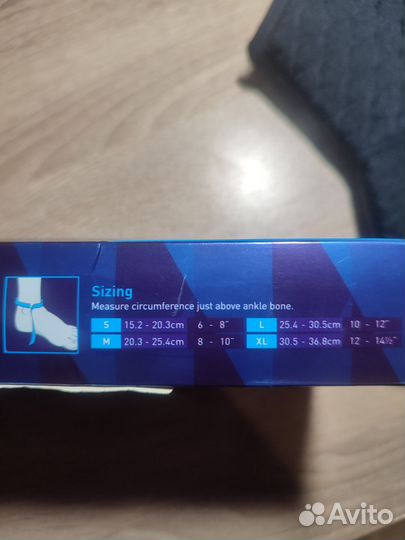 Sizing
Measure circumference just above ankle bone.
S 15.2 - 20.3cm 6 - 8" L 25.4 - 30.5cm 10 - 12"
M 20.3 - 25.4cm 8 - 10" XL 30.5 - 36.8cm 12 - 14½"
Avito